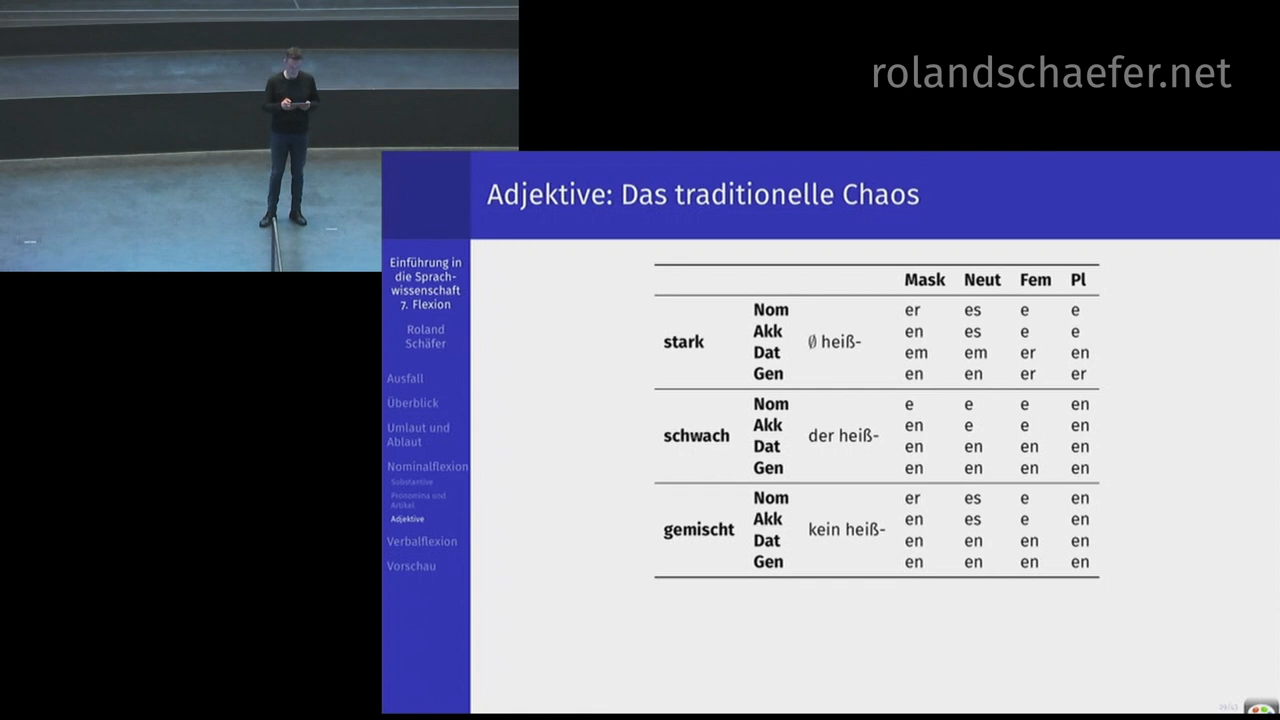 rolandschaefer.net
Adjektive: Das traditionelle Chaos
Einführung in
die Sprach-
wissenschaft
7. Flexion
Roland
Schäfer
Ausfall
Überblick
Umlaut und
Ablaut
Nominalflexion
Substantive
Pronomina und
Artikel
Adjektive
Verbalflexion
Vorschau
Mask Neut Fem Pl
Nom er es e e
Akk en es e e
stark Ø heiß-
Dat em em er en
Gen en en er er
Nom e e e en
Akk en e e en
schwach der heiß-
Dat en en en en
Gen en en en en
Nom er es e en
Akk en es e en
gemischt kein heiß-
Dat en en en en
Gen en en en en